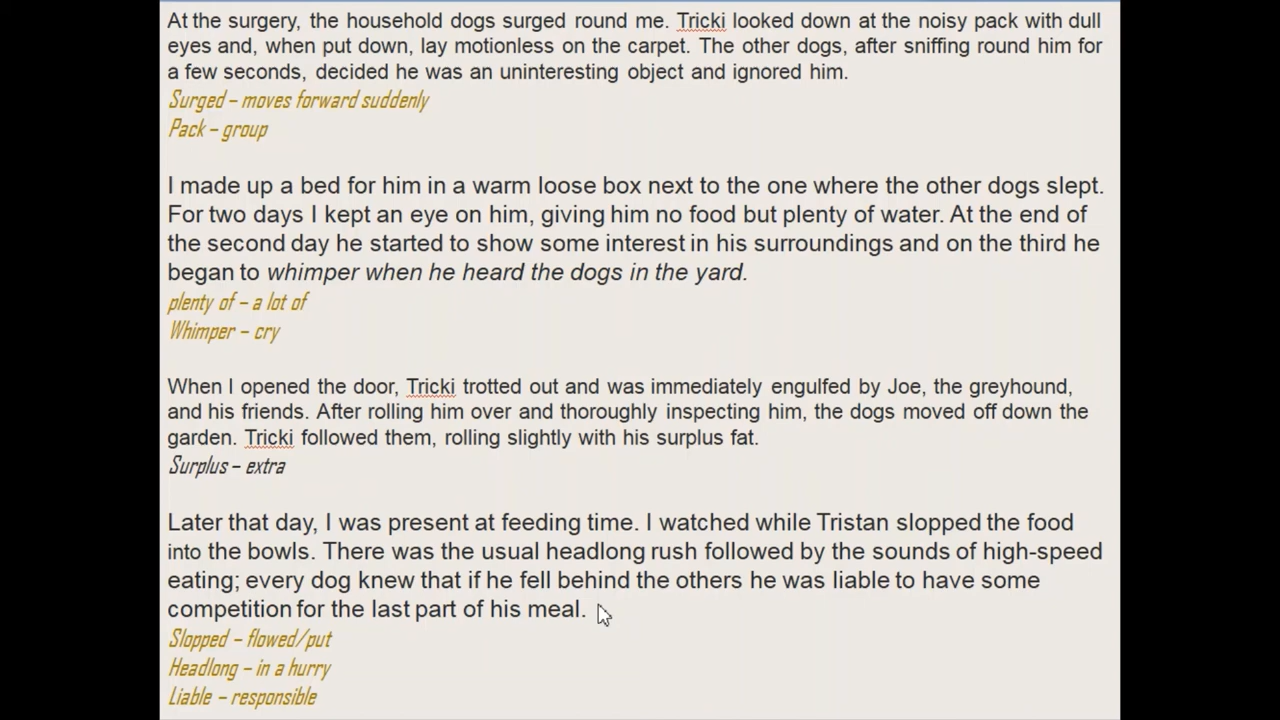 At the surgery, the household dogs surged round me. Tricki looked down at the noisy pack with dull
eyes and, when put down, lay motionless on the carpet. The other dogs, after sniffing round him for
a few seconds, decided he was an uninteresting object and ignored him.
Surged – moves forward suddenly
Pack – group
I made up a bed for him in a warm loose box next to the one where the other dogs slept.
For two days I kept an eye on him, giving him no food but plenty of water. At the end of
the second day he started to show some interest in his surroundings and on the third he
began to whimper when he heard the dogs in the yard.
plenty of – a lot of
Whimper – cry
When I opened the door, Tricki trotted out and was immediately engulfed by Joe, the greyhound,
and his friends. After rolling him over and thoroughly inspecting him, the dogs moved off down the
garden. Tricki followed them, rolling slightly with his surplus fat.
Surplus – extra
Later that day, I was present at feeding time. I watched while Tristan slopped the food
into the bowls. There was the usual headlong rush followed by the sounds of high-speed
eating; every dog knew that if he fell behind the others he was liable to have some
competition for the last part of his meal.
Slopped – flowed/put
Headlong – in a hurry
Liable – responsible